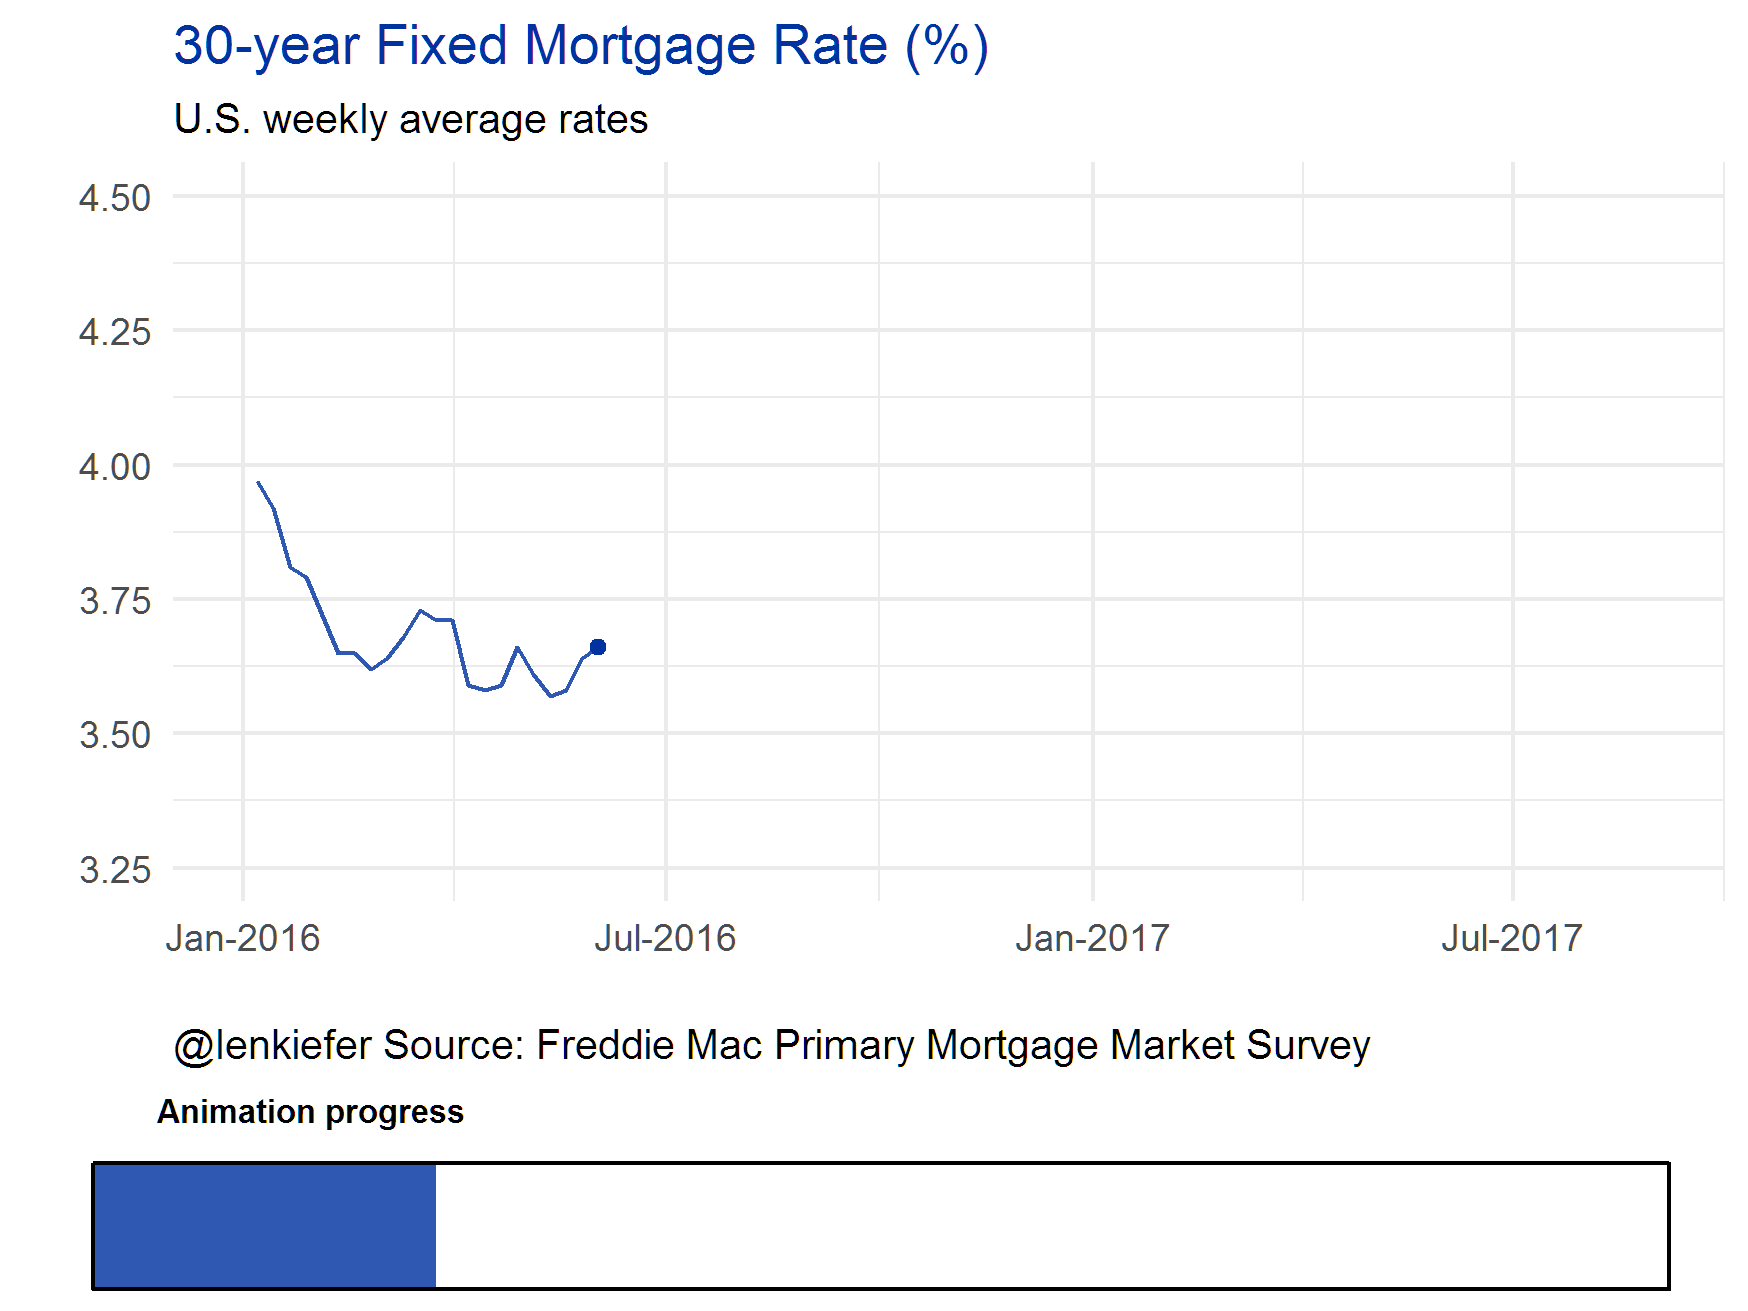 30-year Fixed Mortgage Rate (%)
U.S. weekly average rates
4.50
4.25
4.00
3.75
3.50
3.25
Jan-2016 Jul-2016 Jan-2017 Jul-2017
@lenkiefer Source: Freddie Mac Primary Mortgage Market Survey
Animation progress